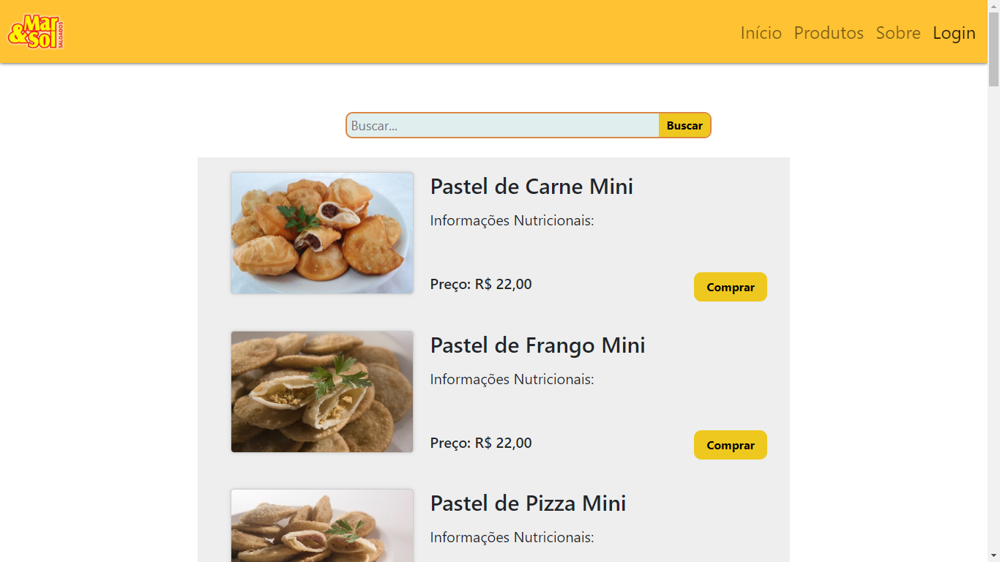 Mar
&Sol
SALGADOS
Início Produtos Sobre Login
Buscar...
Buscar
Pastel de Carne Mini
Informações Nutricionais:
Preço: R$ 22,00
Comprar
Pastel de Frango Mini
Informações Nutricionais:
Preço: R$ 22,00
Comprar
Pastel de Pizza Mini
Informações Nutricionais: